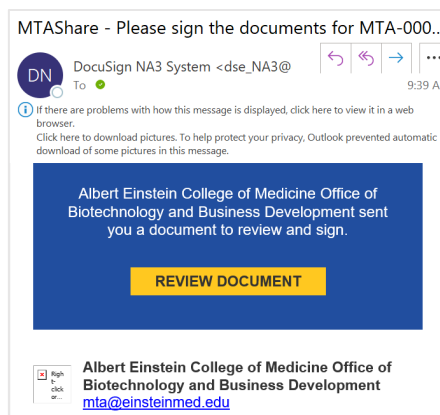 MTAShare - Please sign the documents for MTA-000..
DN
DocuSign NA3 System <dse_NA3@
To
9:39 A
If there are problems with how this message is displayed, click here to view it in a web
browser.
Click here to download pictures. To help protect your privacy, Outlook prevented automatic
download of some pictures in this message.
Albert Einstein College of Medicine Office of
Biotechnology and Business Development sent
you a document to review and sign.
REVIEW DOCUMENT
Righ
t-
click
or...
Albert Einstein College of Medicine Office of
Biotechnology and Business Development
mta@einsteinmed.edu